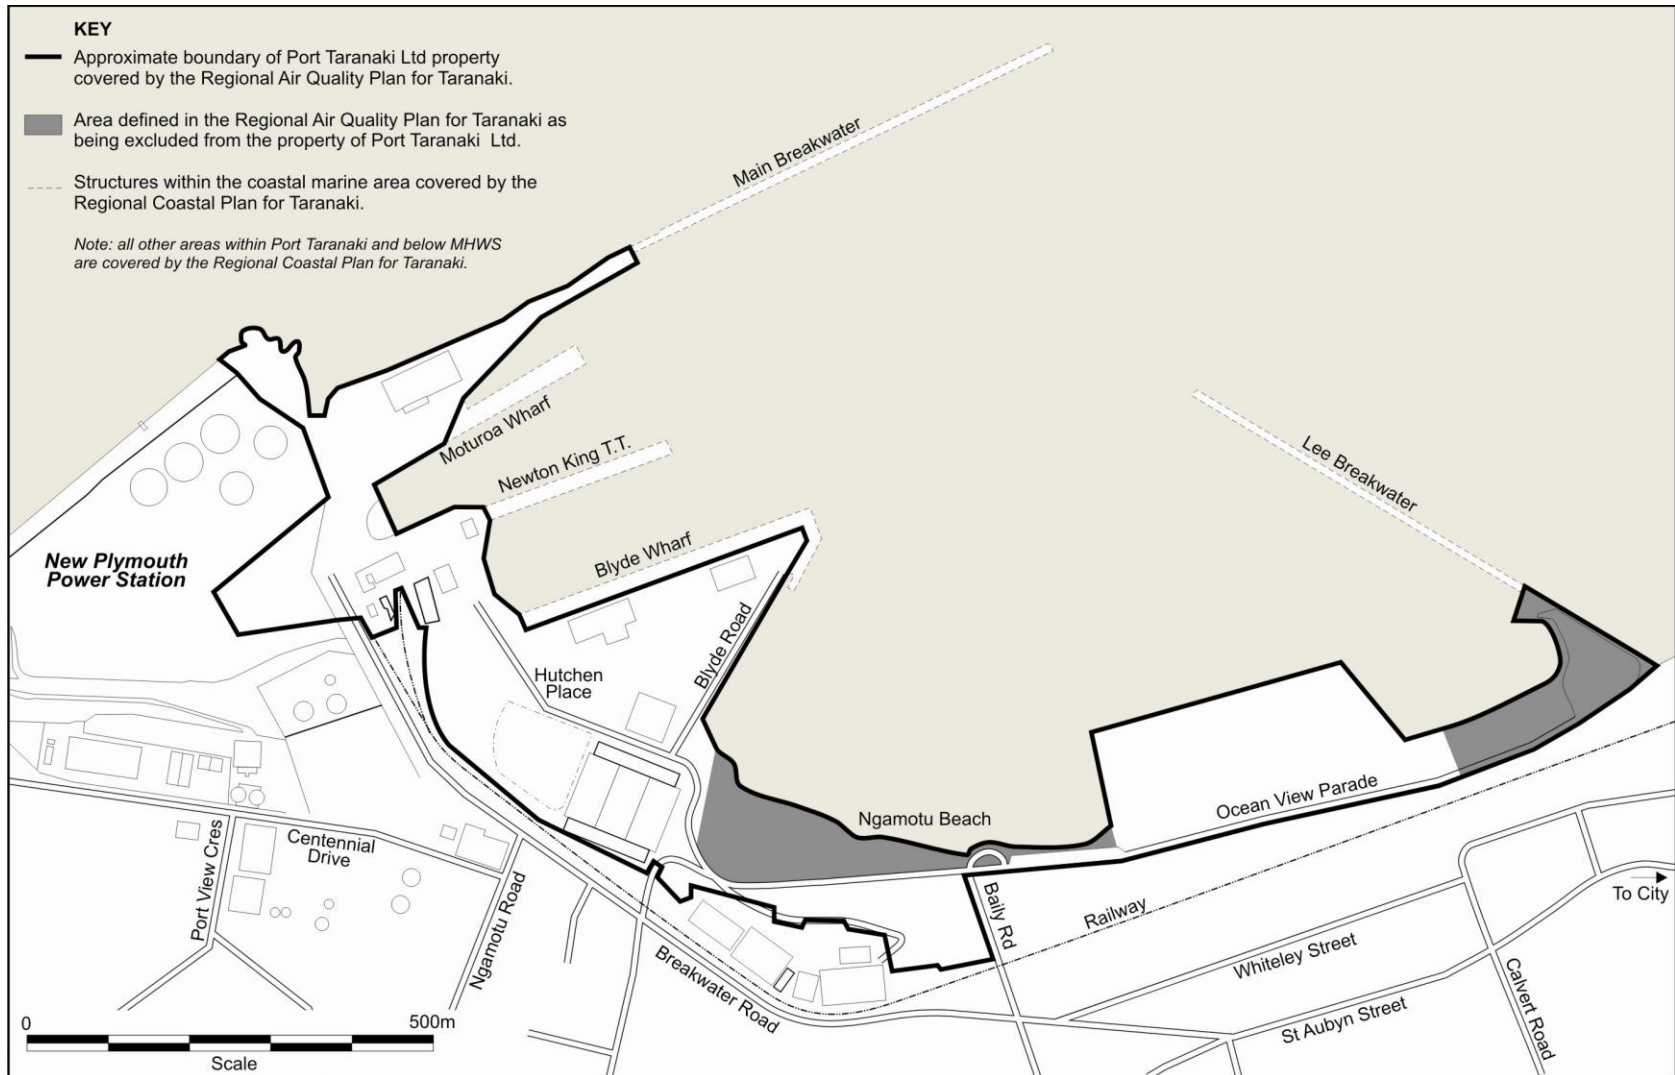 KEY
Approximate boundary of Port Taranaki Ltd property
covered by the Regional Air Quality Plan for Taranaki.
Area defined in the Regional Air Quality Plan for Taranaki as
being excluded from the property of Port Taranaki Ltd.
Structures within the coastal marine area covered by the
Regional Coastal Plan for Taranaki.
Note: all other areas within Port Taranaki and below MHWS
are covered by the Regional Coastal Plan for Taranaki.
Main Breakwater
Moturoa Wharf
Newton King T.T.
Lee Breakwater
New Plymouth
Power Station
Blyde Wharf
Blyde Road
Hutchen
Place
Ngamotu Beach
Ocean View Parade
Port View Cres
Centennial
Drive
Ngamotu Road
Baily Rd
Railway
To City
Breakwater Road
Whiteley Street
St Aubyn Street
Calvert Road
0
500m
Scale